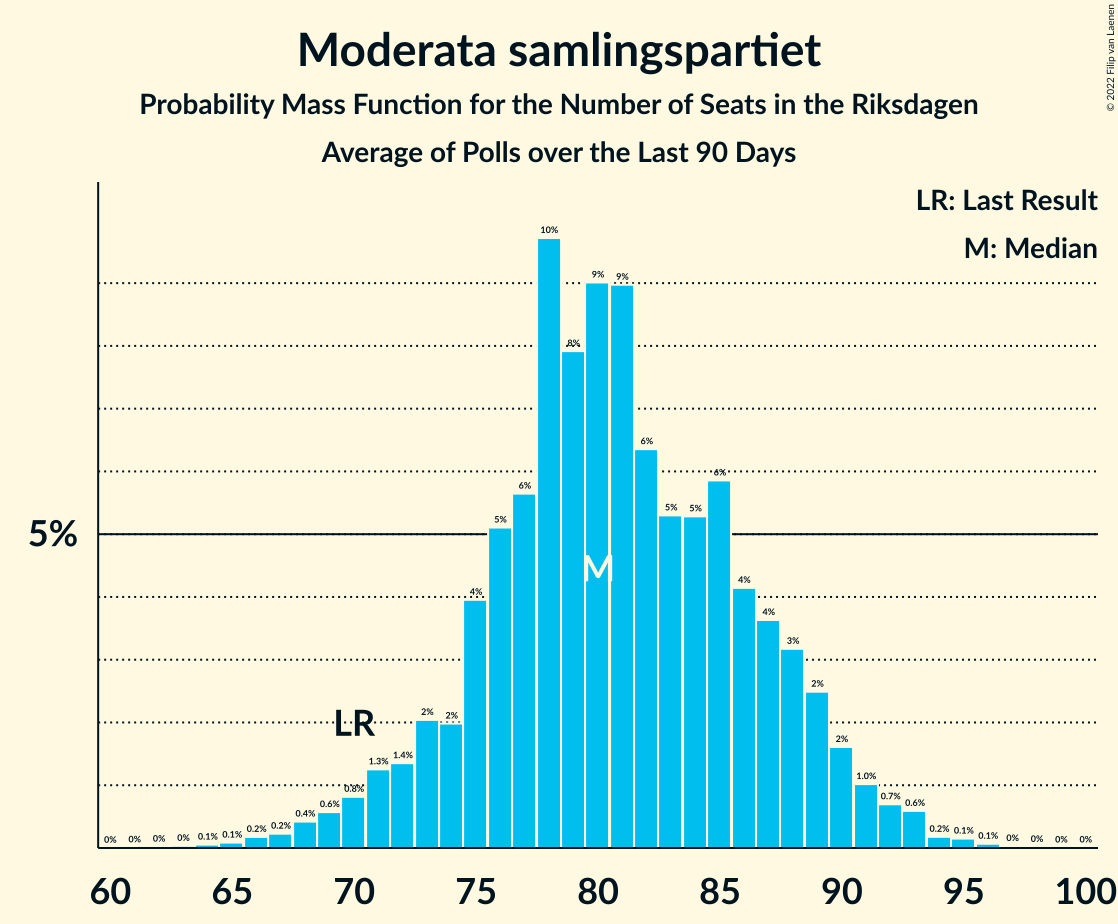 Moderata samlingspartiet
Probability Mass Function for the Number of Seats in the Riksdagen
Average of Polls over the Last 90 Days
© 2022 Filip van Laenen
LR: Last Result
M: Median
5%
0% 0% 0% 0% 0.1% 0.1% 0.2% 0.2% 0.4% 0.6% 0.8% 1.3% 1.4% 2% 2% 4% 5% 6% 10% 8% 9% 9% 6% 5% 5% 6% 4% 4% 3% 2% 2% 1.0% 0.7% 0.6% 0.2% 0.1% 0.1% 0% 0% 0% 0%
LR
M
60 65 70 75 80 85 90 95 100